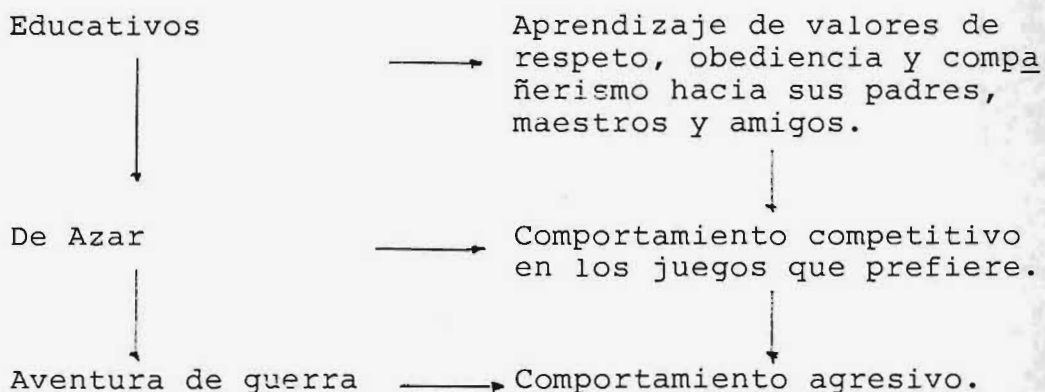 Educativos
Aprendizaje de valores de
respeto, obediencia y compa
ñerismo hacia sus padres,
maestros y amigos.
De Azar
Comportamiento competitivo
en los juegos que prefiere.
Aventura de guerra
Comportamiento agresivo.